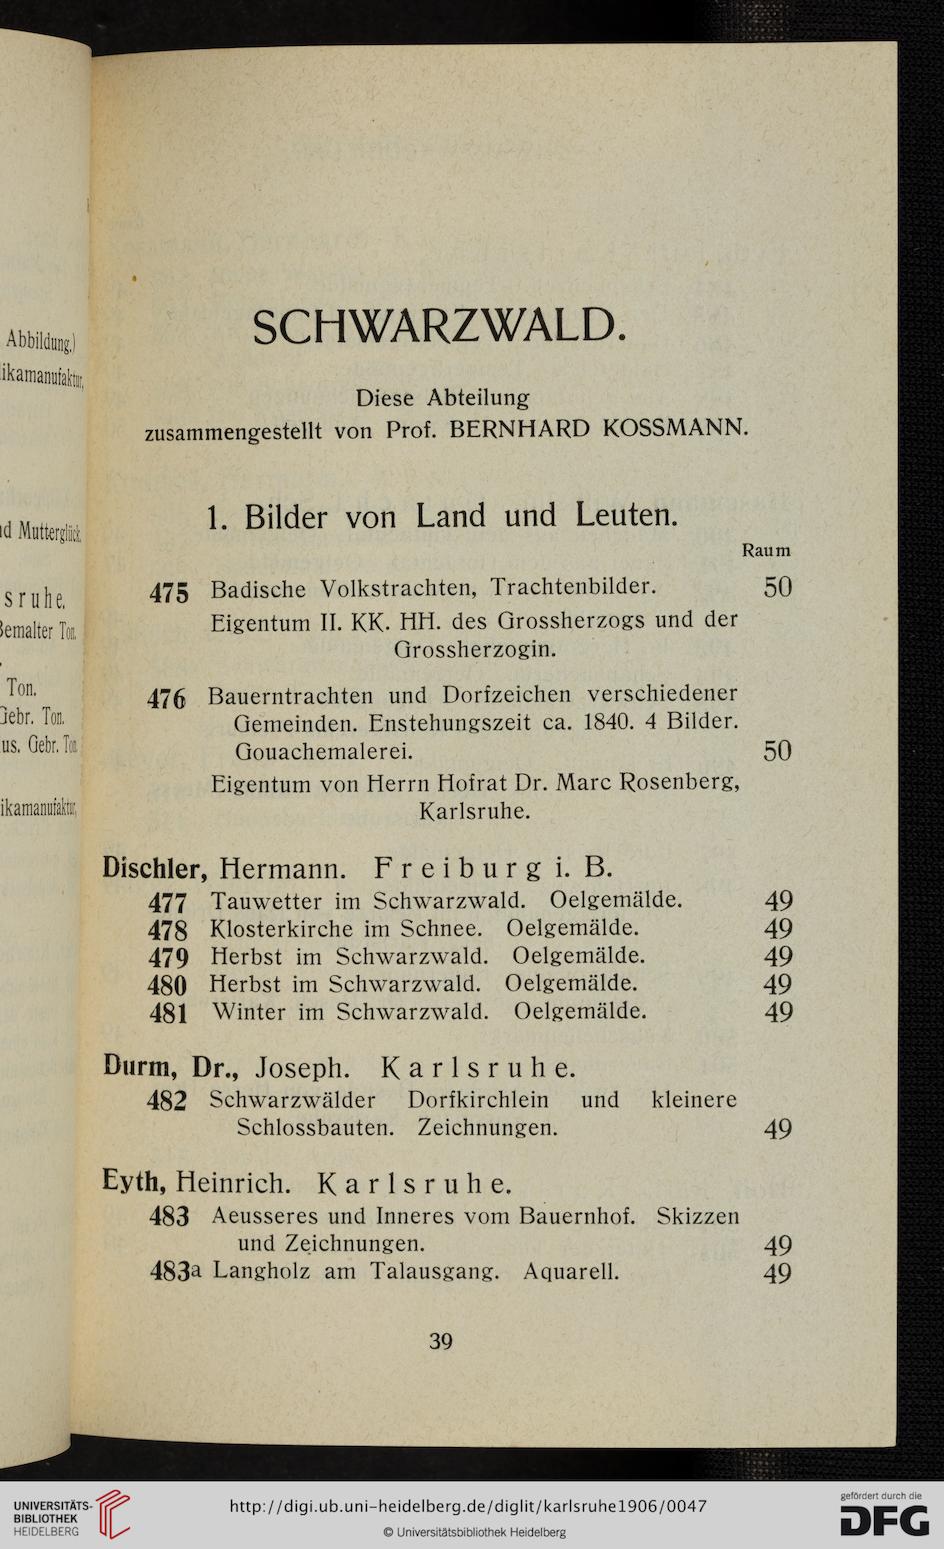 Abbildung.)
ikamanufaktur,
d Mutterglück.
sruhe.
Bemalter Ton.
Ton.
Gebr. Ton.
us. Gebr. Ton.
ikamanufaktur,
SCHWARZWALD.
Diese Abteilung
zusammengestellt von Prof. BERNHARD KOSSMANN.
1. Bilder von Land und Leuten.
Raum
475 Badische Volkstrachten, Trachtenbilder. 50
Eigentum II. KK. HH. des Grossherzogs und der
Grossherzogin.
476 Bauerntrachten und Dorfzeichen verschiedener
Gemeinden. Enstehungszeit ca. 1840. 4 Bilder.
Gouachemalerei. 50
Eigentum von Herrn Hofrat Dr. Marc Rosenberg,
Karlsruhe.
Dischler, Hermann. Freiburg i. B.
477 Tauwetter im Schwarzwald. Oelgemälde. 49
478 Klosterkirche im Schnee. Oelgemälde. 49
479 Herbst im Schwarzwald. Oelgemälde. 49
480 Herbst im Schwarzwald. Oelgemälde. 49
481 Winter im Schwarzwald. Oelgemälde. 49
Durm, Dr., Joseph. Karlsruhe.
482 Schwarzwälder Dorfkirchlein und kleinere
Schlossbauten. Zeichnungen. 49
Eyth, Heinrich. Karlsruhe.
483 Aeusseres und Inneres vom Bauernhof. Skizzen
und Zeichnungen. 49
483a Langholz am Talausgang. Aquarell. 49
39
UNIVERSITÄTS-
BIBLIOTHEK
HEIDELBERG
http://digi.ub.uni-heidelberg.de/diglit/karlsruhe1906/0047
© Universitätsbibliothek Heidelberg
gefördert durch die
DFG